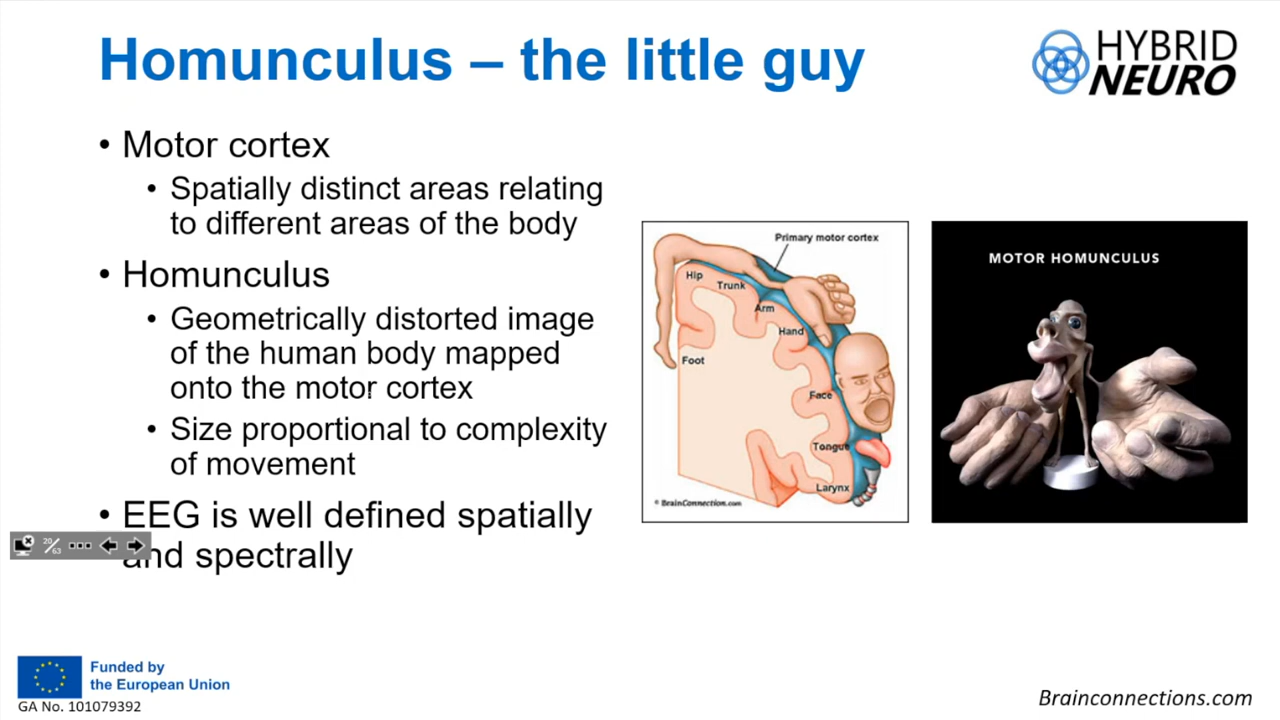 Homunculus – the little guy
HYBRID
NEURO
• Motor cortex
• Spatially distinct areas relating
to different areas of the body
• Homunculus
• Geometrically distorted image
of the human body mapped
onto the motor cortex
• Size proportional to complexity
of movement
• EEG is well defined spatially
and spectrally
20/63
Primary motor cortex
Hip
Trunk
Arm
Hand
Foot
Face
Tongue
Larynx
© BrainConnection.com
MOTOR HOMUNCULUS
Funded by
the European Union
GA No. 101079392
Brainconnections.com